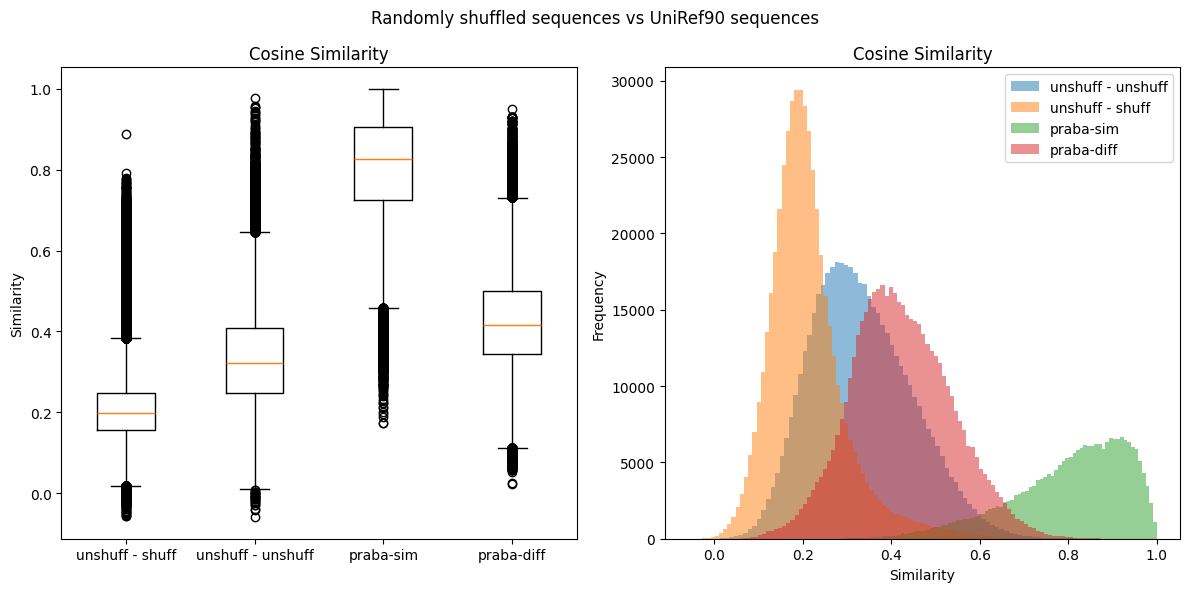 Randomly shuffled sequences vs UniRef90 sequences
Cosine Similarity
Similarity
1.0
0.8
0.6
0.4
0.2
0.0
unshuff - shuff
unshuff - unshuff
praba-sim
praba-diff
Cosine Similarity
Frequency
30000
25000
20000
15000
10000
5000
0
unshuff - unshuff
unshuff - shuff
praba-sim
praba-diff
0.0
0.2
0.4
0.6
0.8
1.0
Similarity